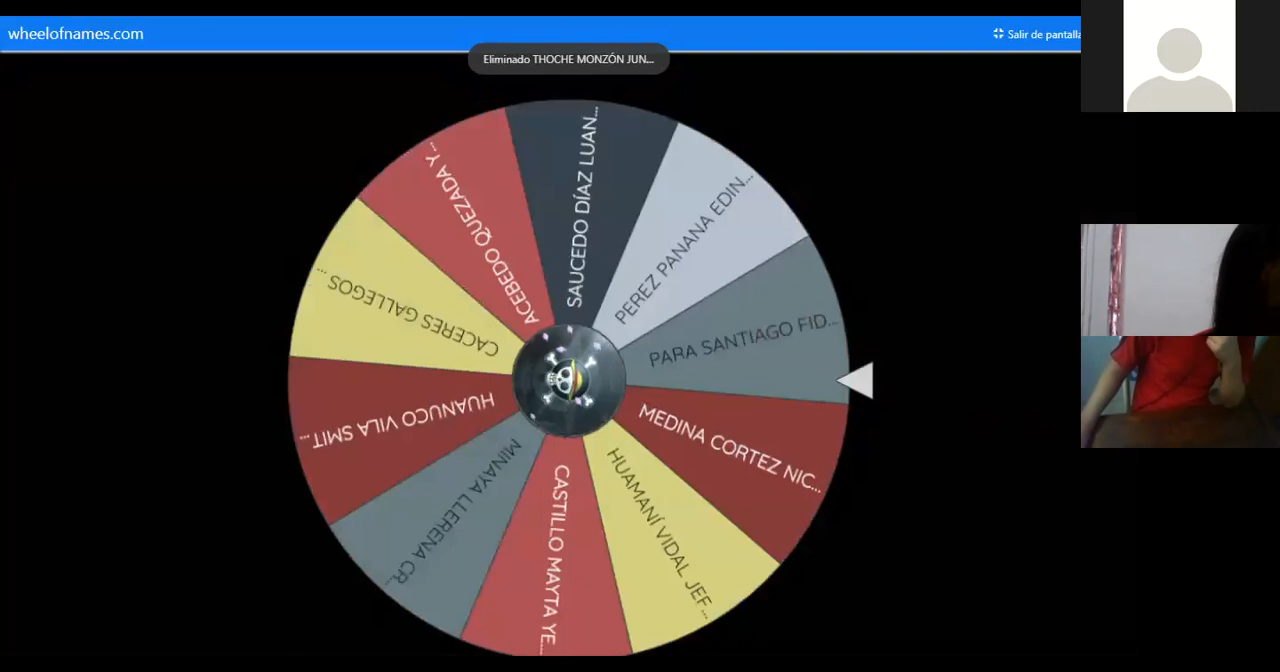 wheelofnames.com
Salir de pantalla
Eliminado THOCHE MONZÓN JUN...
SAUCEDO DÍAZ LUAN...
PEREZ PANANA EDIN...
PARA SANTIAGO FID...
MEDINA CORTEZ NIC...
HUAMANÍ VIDAL JEF...
CASTILLO MAYTA YE...
MINAYA LLERENA CR...
HUANUCO VILA SMIT...
CACERES GALLEGOS ...
ACEBEDO QUEZADA Y...